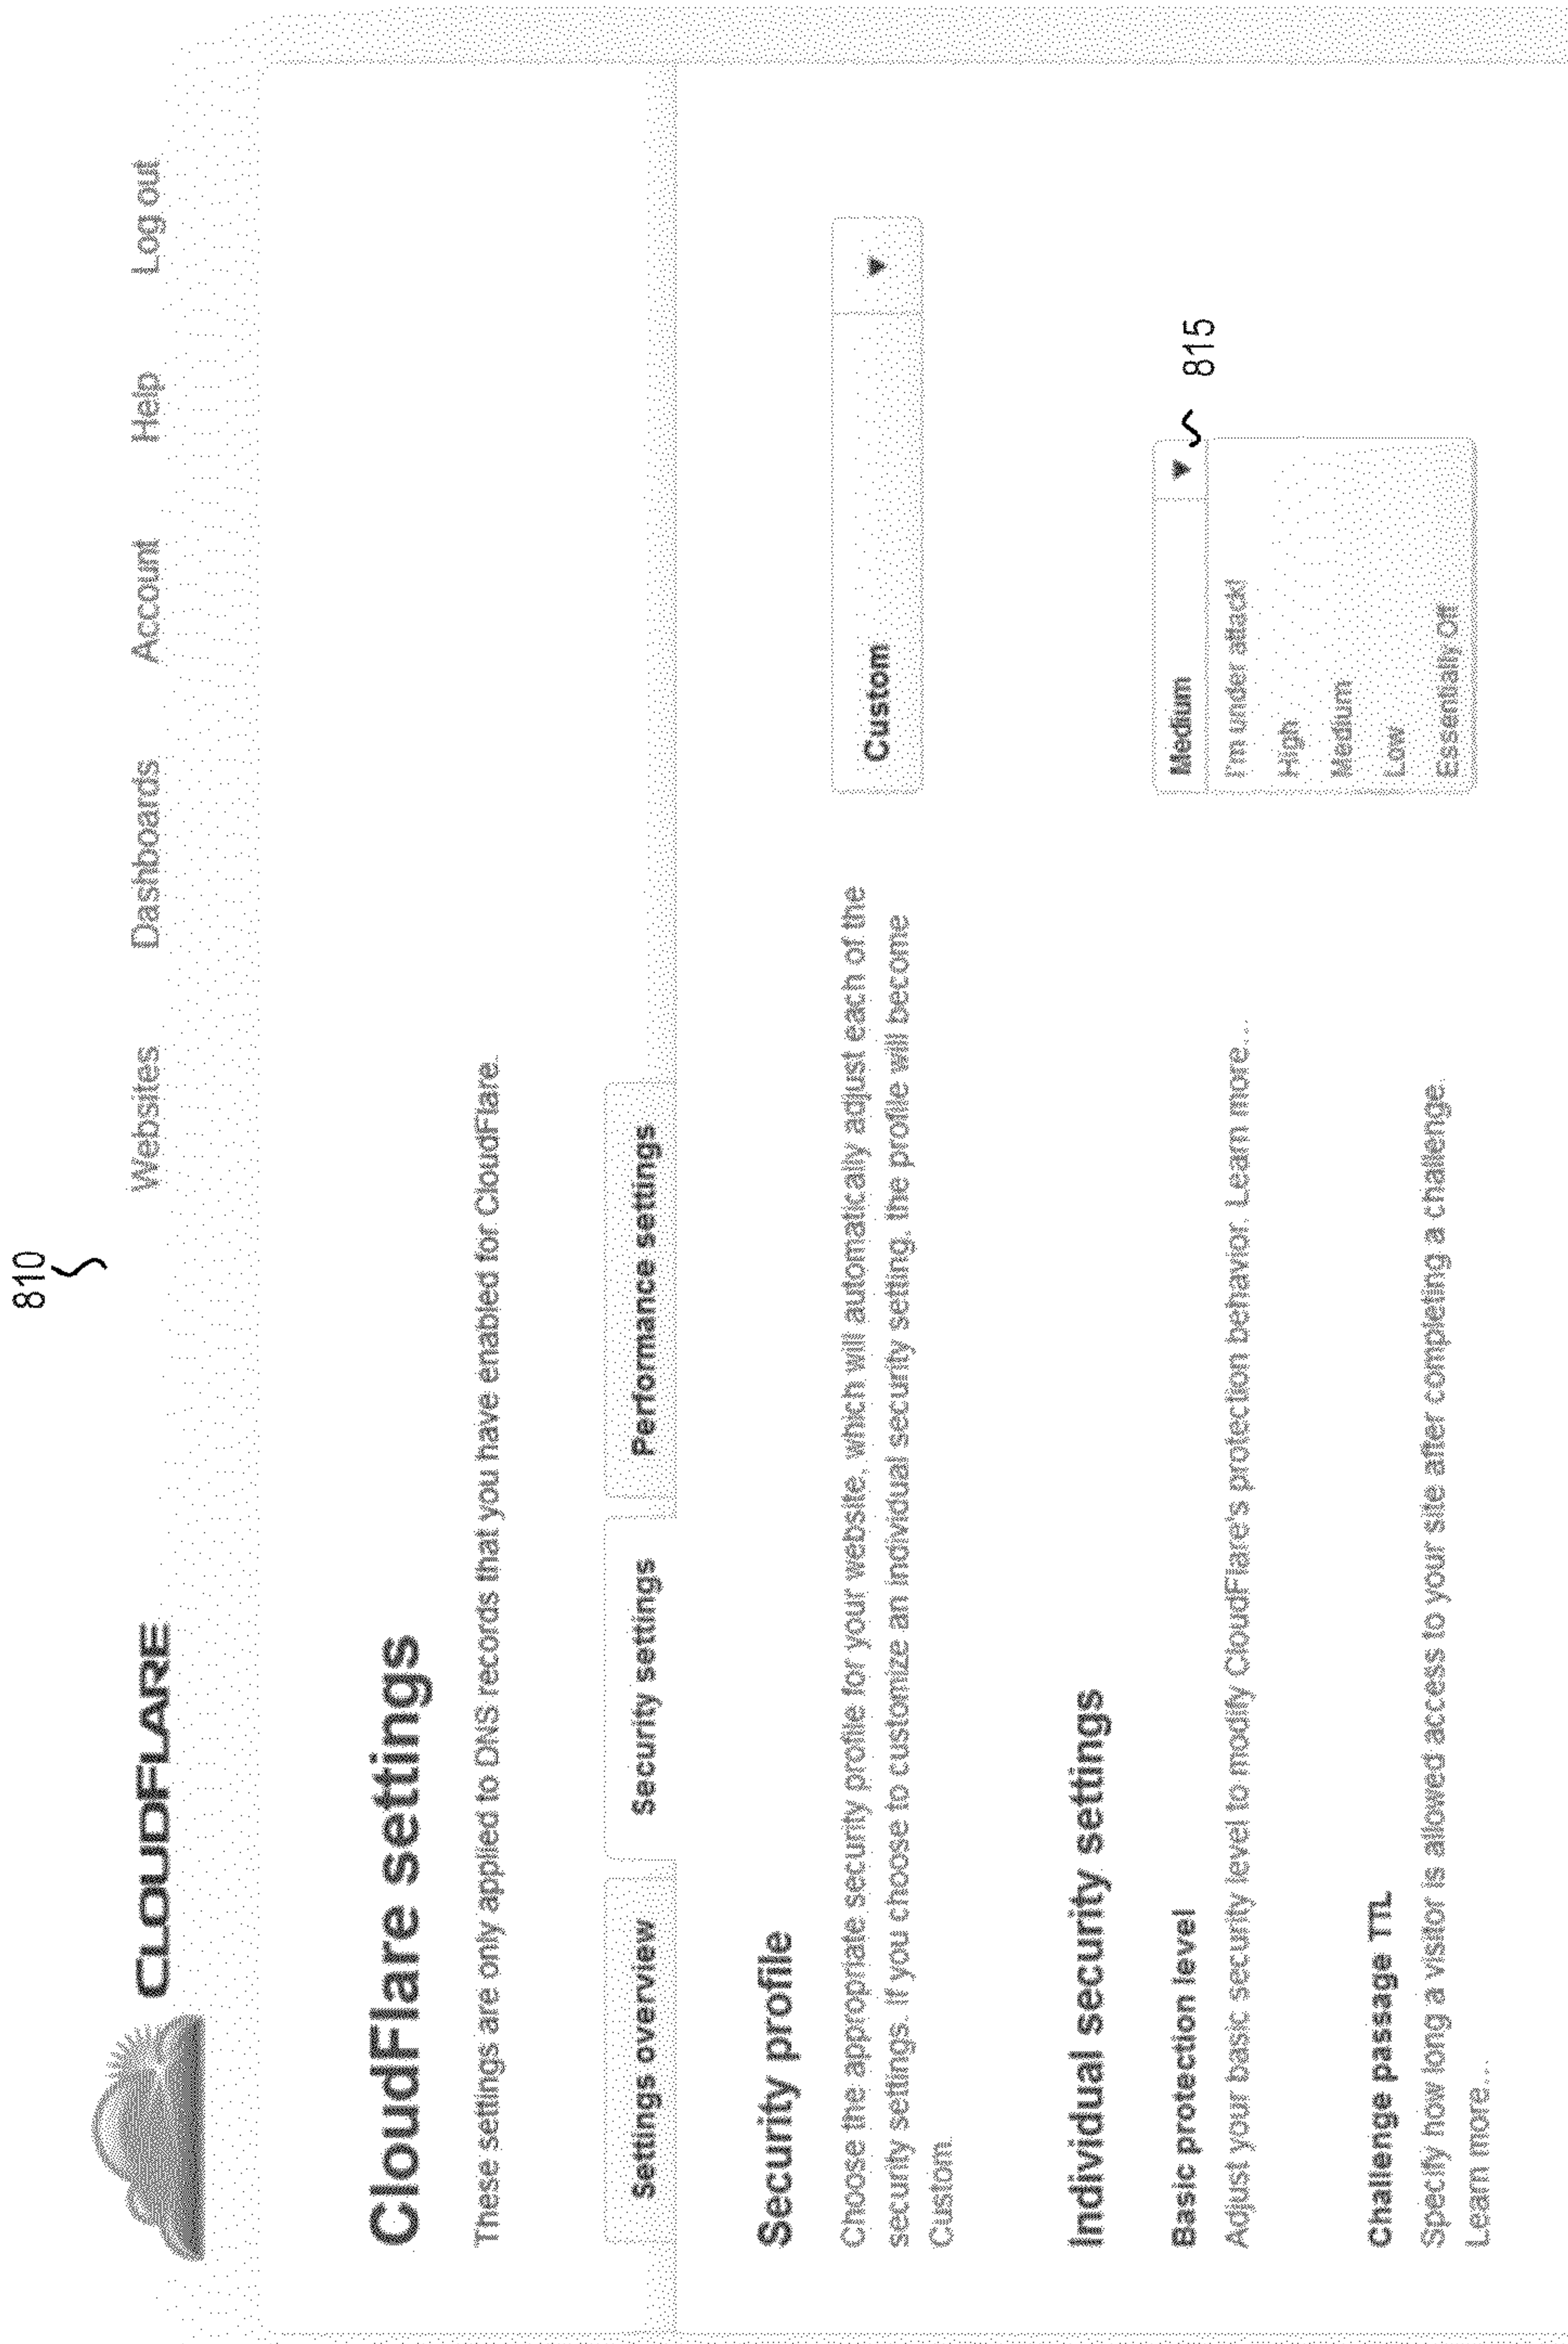 810
CLOUDFLARE
Websites Dashboards Account Help Log out
CloudFlare settings
These settings are only applied to DNS records that you have enabled for CloudFlare.
Settings overview Security settings Performance settings
Security profile
Choose the appropriate security profile for your website, which will automatically adjust each of the
security settings. If you choose to customize an individual security setting, the profile will become
Custom.
Custom
Individual security settings
Basic protection level
Adjust your basic security level to modify CloudFlare's protection behavior. Learn more...
Medium
815
I'm under attack!
High
Medium
Low
Essentially Off
Challenge passage TTL
Specify how long a visitor is allowed access to your site after completing a challenge.
Learn more...